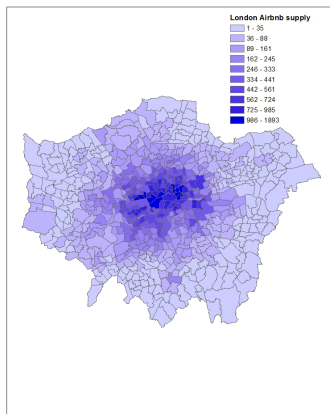 London Airbnb supply
1 - 35
36 - 88
89 - 161
162 - 245
246 - 333
334 - 441
442 - 561
562 - 724
725 - 985
986 - 1893